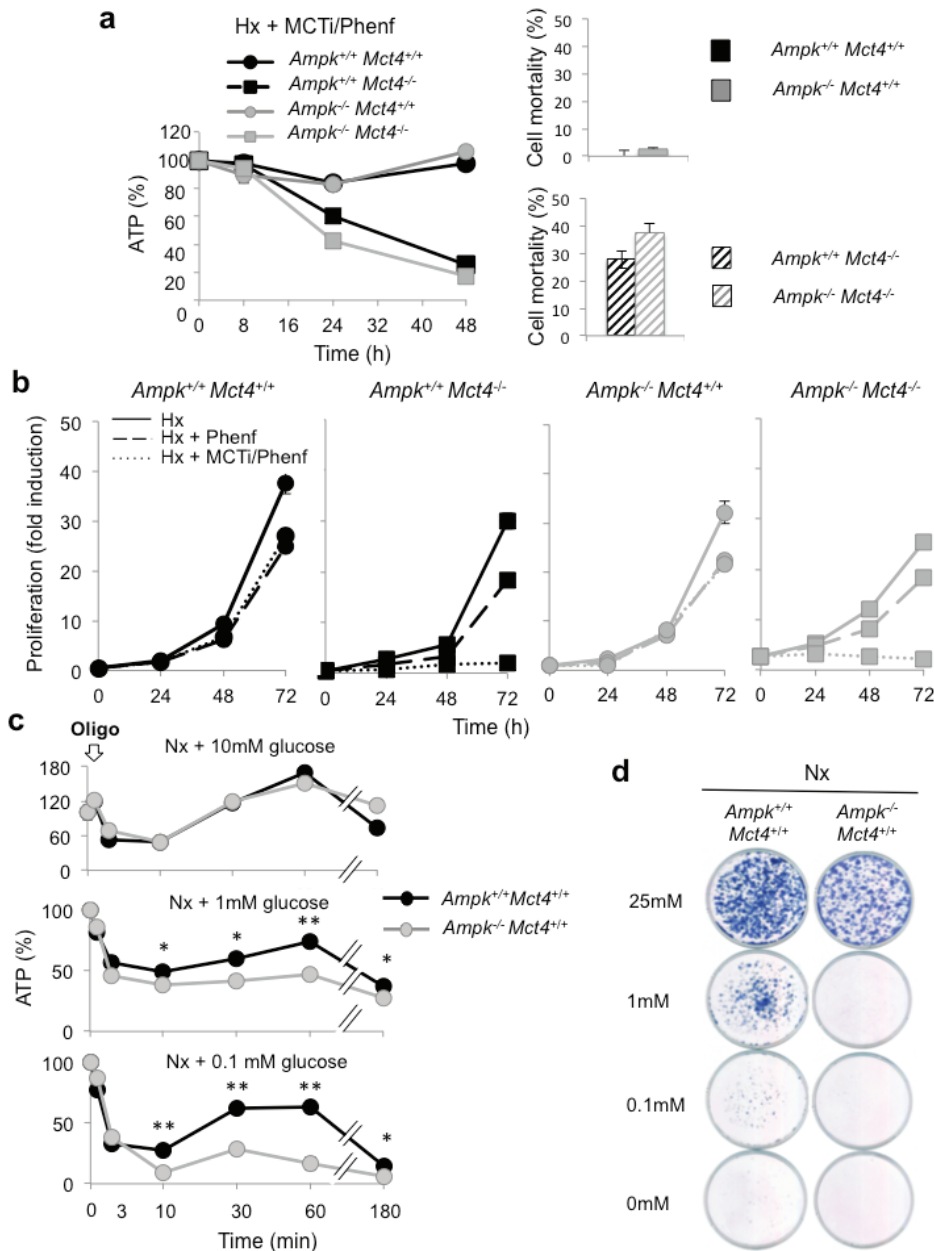 a
Hx + MCTi/Phenf
Ampk+/+ Mct4+/+
Ampk+/+ Mct4-/-
Ampk-/- Mct4+/+
Ampk-/- Mct4-/-
120
100
80
60
40
20
0
ATP (%)
0 8 16 24 32 40 48
Time (h)
Cell mortality (%)
50
40
30
20
10
0
Ampk+/+ Mct4+/+
Ampk-/- Mct4+/+
Cell mortality (%)
50
40
30
20
10
0
Ampk+/+ Mct4-/-
Ampk-/- Mct4-/-
b
Ampk+/+ Mct4+/+
Ampk+/+ Mct4-/-
Ampk-/- Mct4+/+
Ampk-/- Mct4-/-
Hx
Hx + Phenf
Hx + MCTi/Phenf
Proliferation (fold induction)
50
40
30
20
10
0
0 24 48 72
0 24 48 72
0 24 48 72
0 24 48 72
Time (h)
c
Oligo
Nx + 10mM glucose
180
120
60
0
Nx + 1mM glucose
100
50
0
* * ** *
Ampk+/+Mct4+/+
Ampk-/- Mct4+/+
ATP (%)
Nx + 0.1 mM glucose
100
50
0
** ** ** *
0 3 10 30 60 180
Time (min)
d
Nx
Ampk+/+
Mct4+/+
Ampk-/-
Mct4+/+
25mM
1mM
0.1mM
0mM